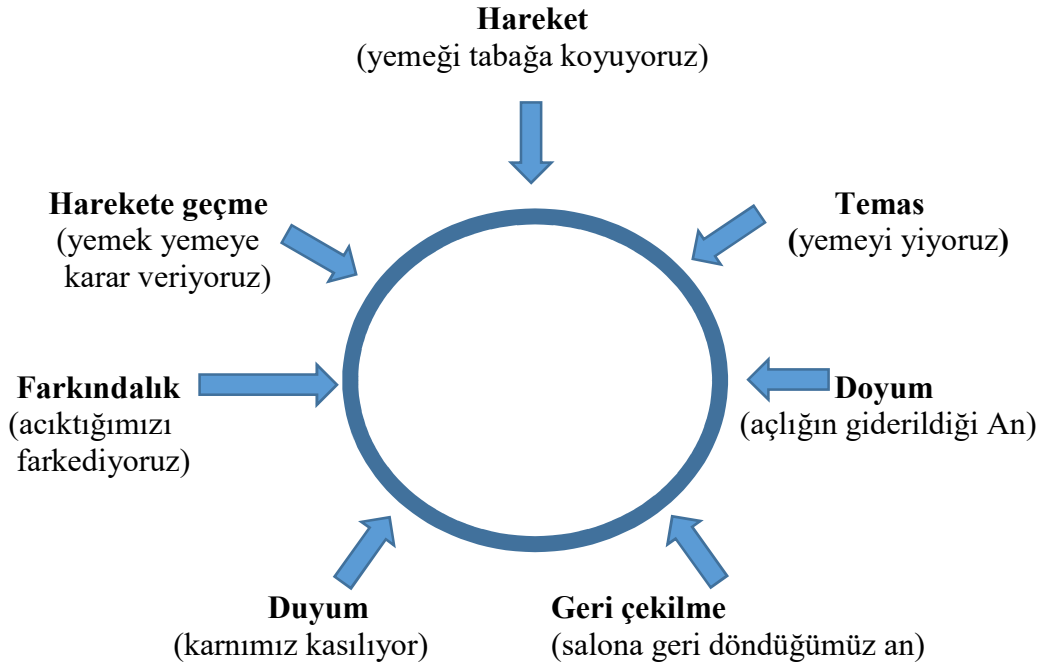 Hareket
(yemeği tabağa koyuyoruz)
Harekete geçme
(yemek yemeye
karar veriyoruz)
Temas
(yemeyi yiyoruz)
Farkındalık
(acıktığımızı
farkediyoruz)
Doyum
(açlığın giderildiği An)
Duyum
(karnımız kasılıyor)
Geri çekilme
(salona geri döndüğümüz an)